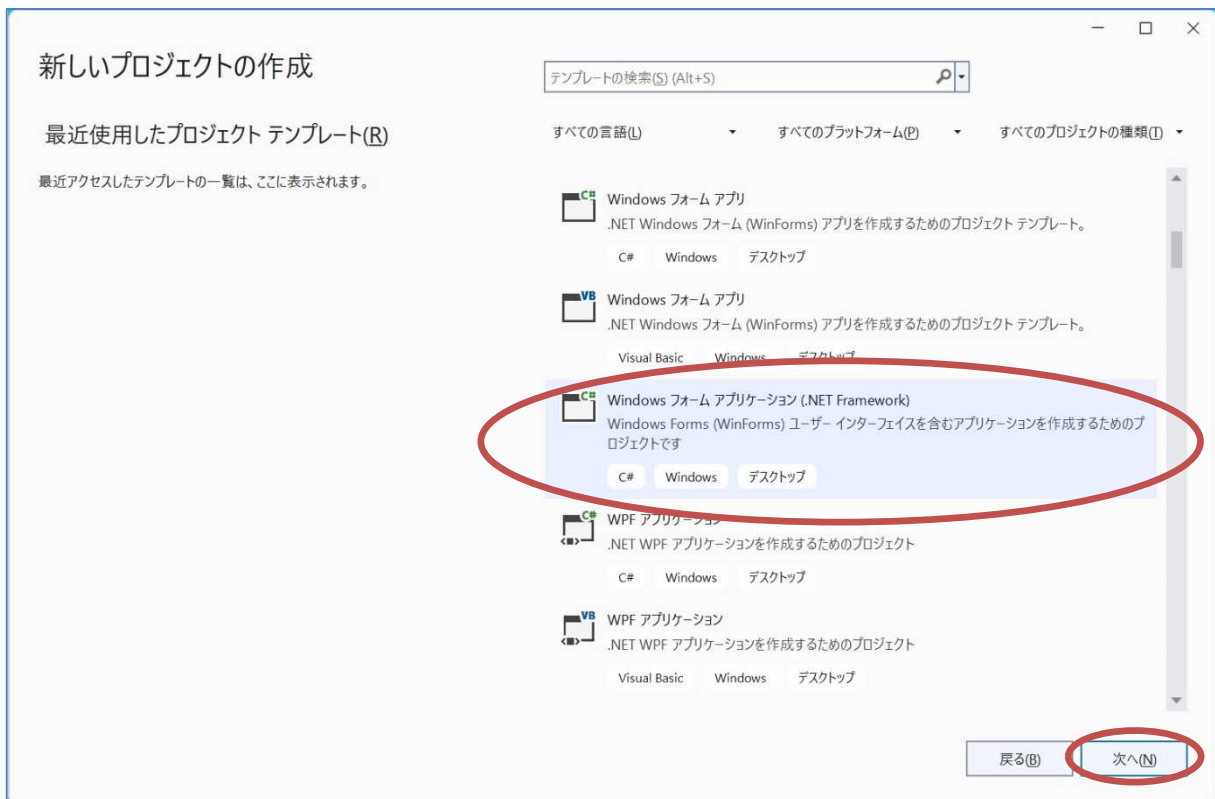 新しいプロジェクトの作成
テンプレートの検索(S) (Alt+S)
最近使用したプロジェクト テンプレート(R)
すべての言語(L)
すべてのプラットフォーム(P)
すべてのプロジェクトの種類(T)
最近アクセスしたテンプレートの一覧は、ここに表示されます。
C#
Windows フォーム アプリ
.NET Windows フォーム (WinForms) アプリを作成するためのプロジェクト テンプレート。
C# Windows デスクトップ
VB
Windows フォーム アプリ
.NET Windows フォーム (WinForms) アプリを作成するためのプロジェクト テンプレート。
Visual Basic Windows デスクトップ
C#
Windows フォーム アプリケーション (.NET Framework)
Windows Forms (WinForms) ユーザー インターフェイスを含むアプリケーションを作成するためのプ
ロジェクトです
C# Windows デスクトップ
C#
WPF アプリケーション
.NET WPF アプリケーションを作成するためのプロジェクト
C# Windows デスクトップ
VB
WPF アプリケーション
.NET WPF アプリケーションを作成するためのプロジェクト
Visual Basic Windows デスクトップ
戻る(B)
次へ(N)